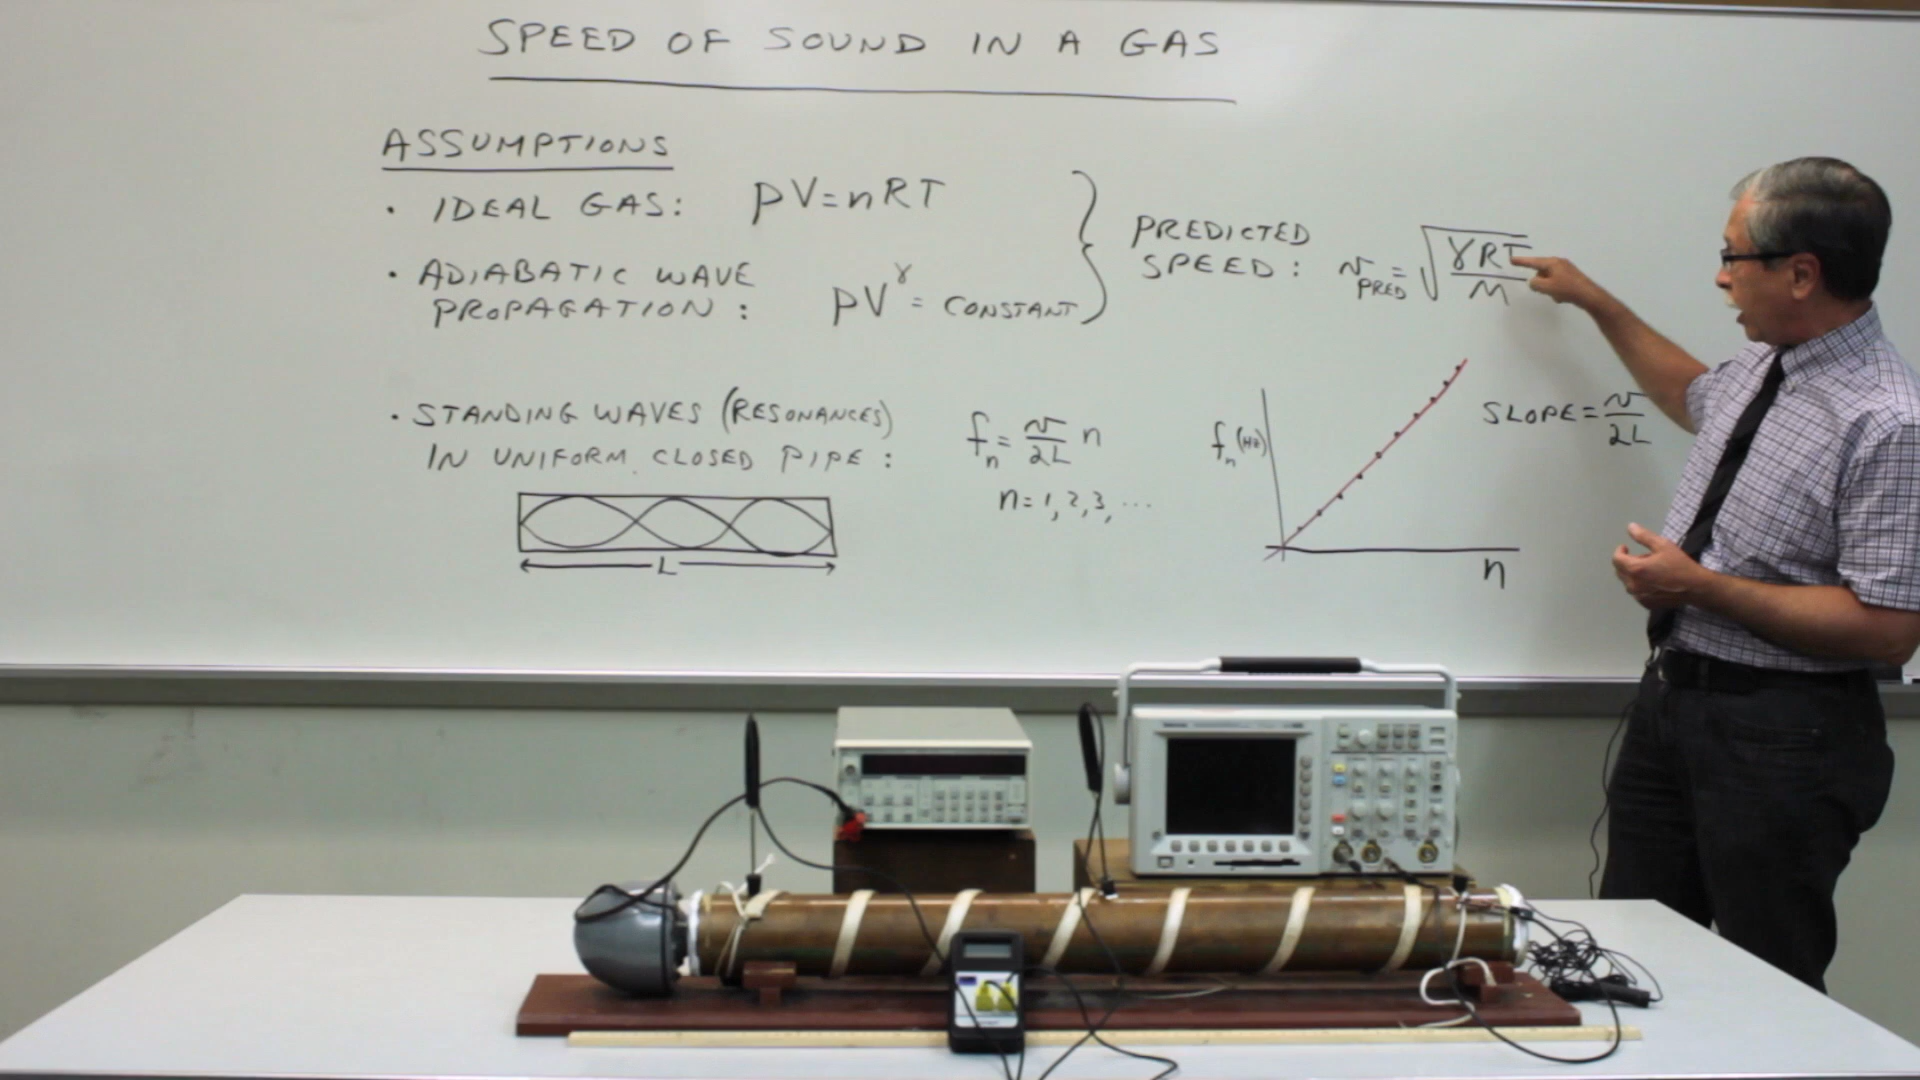 SPEED OF SOUND IN A GAS
ASSUMPTIONS
• IDEAL GAS: pV=nRT
• ADIABATIC WAVE
PROPAGATION: pV^γ = CONSTANT
PREDICTED
SPEED: v_PRED = √(γRT/M)
• STANDING WAVES (RESONANCES)
IN UNIFORM CLOSED PIPE:
f_n = v/2L n
n=1,2,3,...
L
f_n (Hz)
n
SLOPE = v/2L